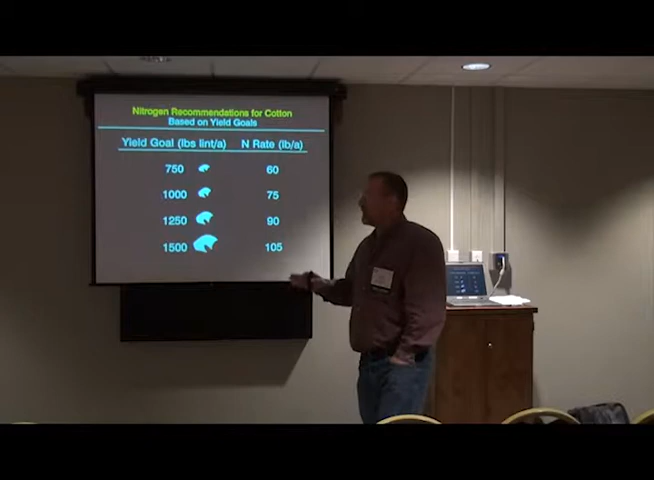 Nitrogen Recommendations for Cotton
Based on Yield Goals
Yield Goal (lbs lint/a) N Rate (lb/a)
750 60
1000 75
1250 90
1500 105